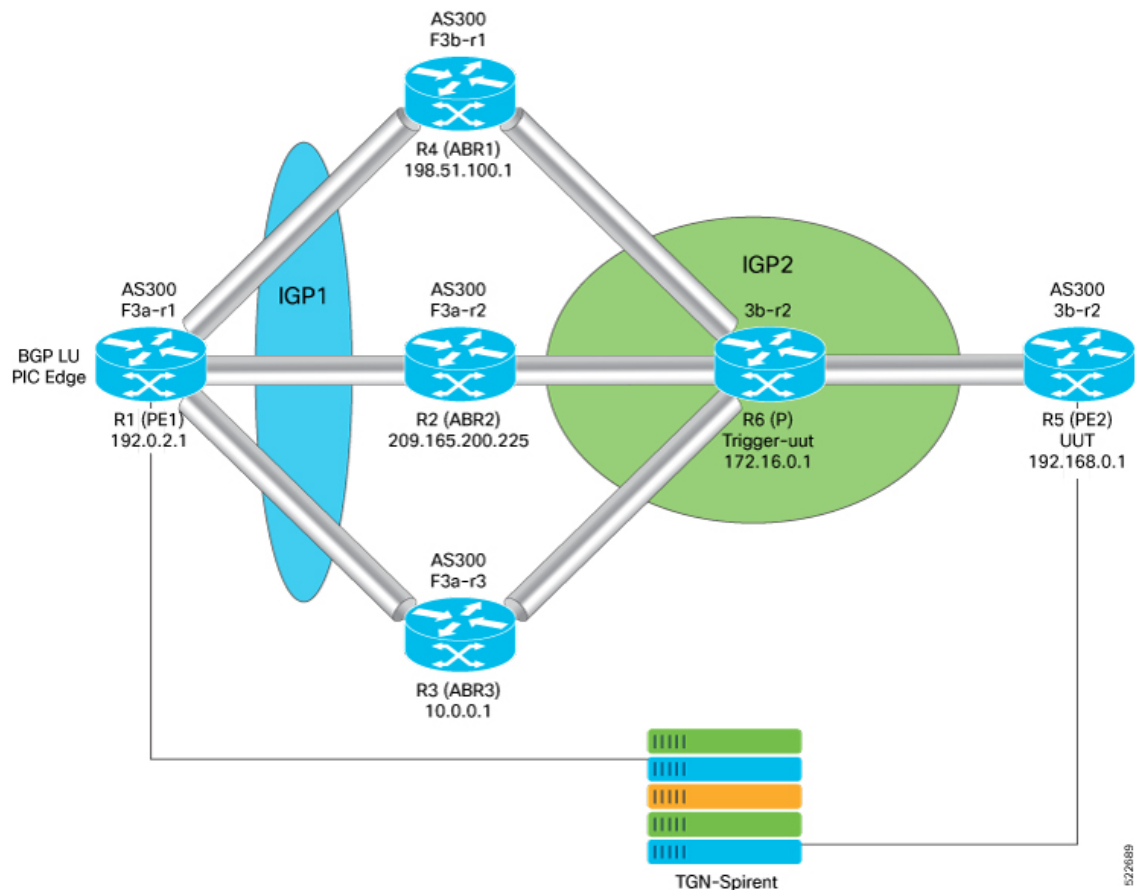 AS300
F3b-r1
R4 (ABR1)
198.51.100.1
IGP1
IGP2
AS300
F3a-r1
AS300
F3a-r2
3b-r2
AS300
3b-r2
BGP LU
PIC Edge
R1 (PE1)
192.0.2.1
R2 (ABR2)
209.165.200.225
R6 (P)
Trigger-uut
172.16.0.1
R5 (PE2)
UUT
192.168.0.1
AS300
F3a-r3
R3 (ABR3)
10.0.0.1
TGN-Spirent
522689